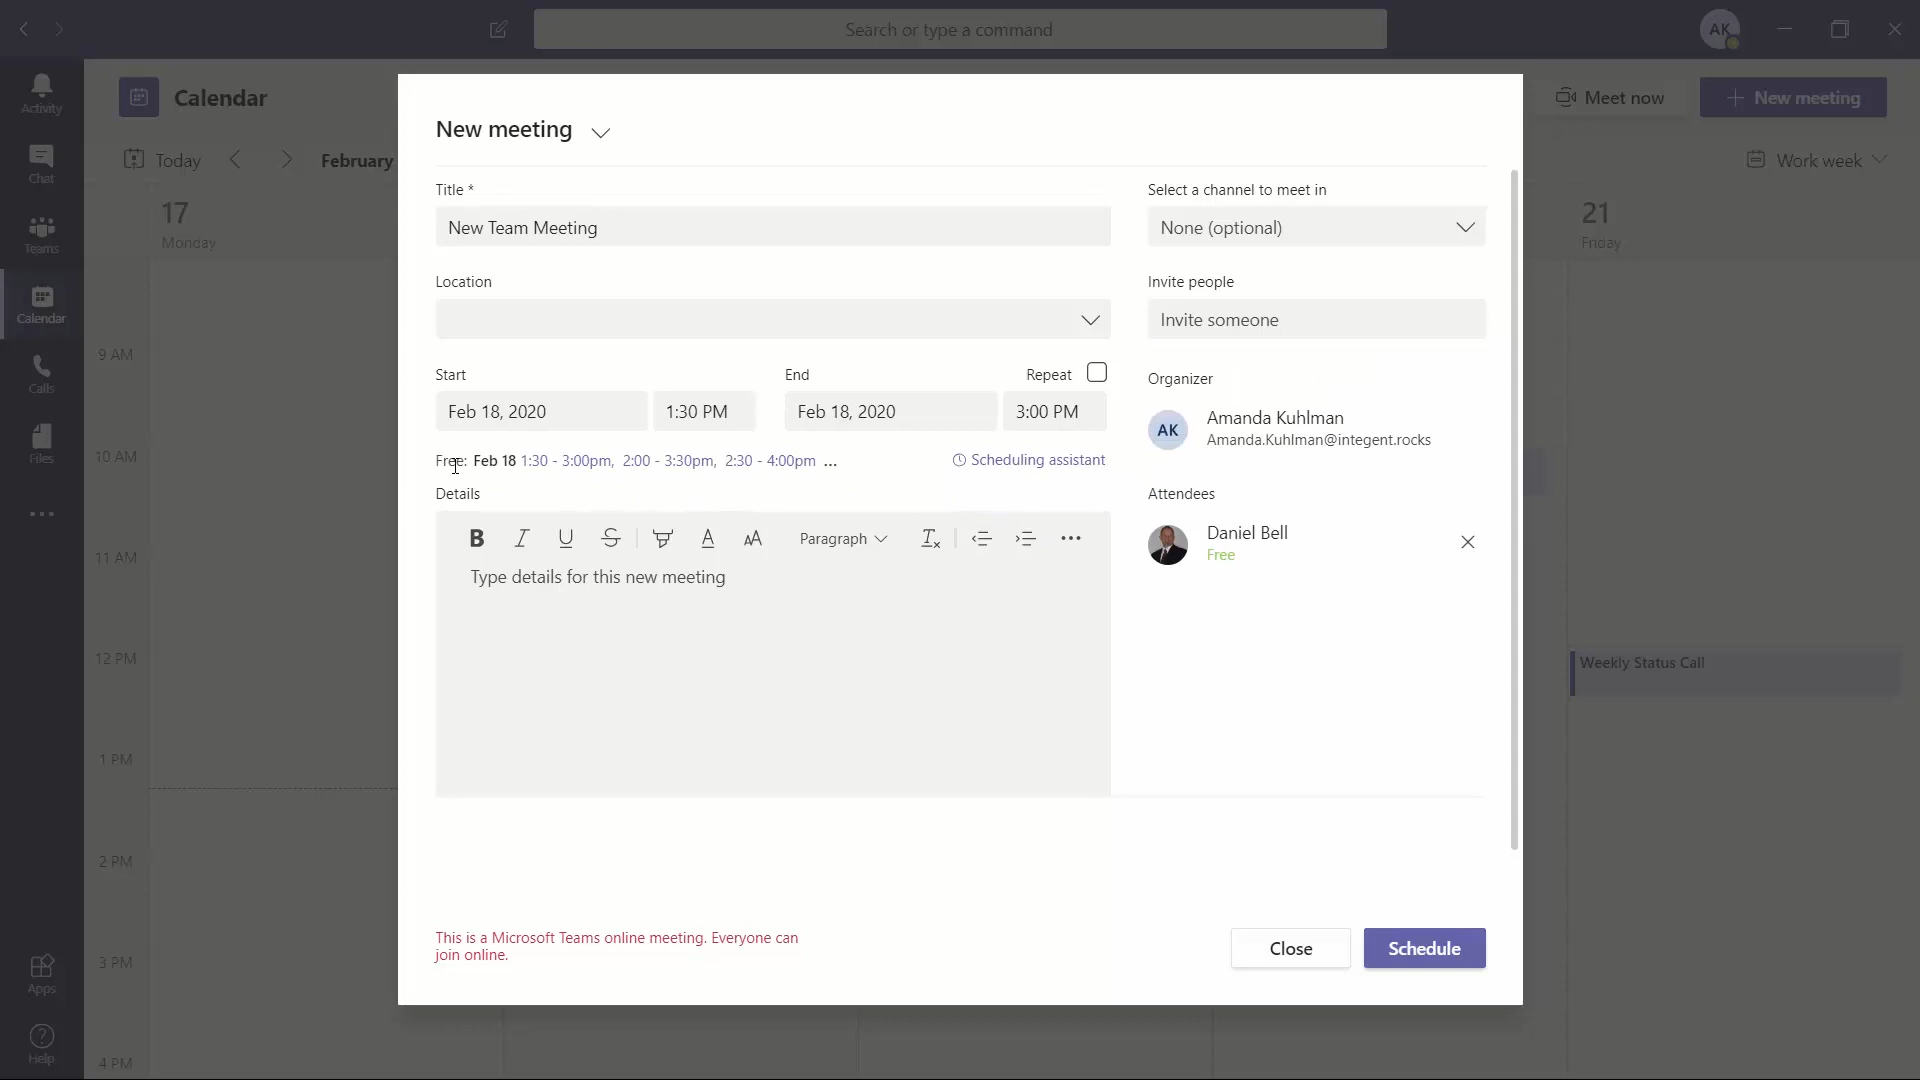 Search or type a command
AK
Activity
Chat
Teams
Calendar
Calls
Files
Apps
Help
Calendar
Meet now
New meeting
Today
February
Work week
17
Monday
21
Friday
9 AM
10 AM
11 AM
12 PM
1 PM
2 PM
3 PM
4 PM
Weekly Status Call
New meeting
Title *
New Team Meeting
Location
Start
End
Repeat
Feb 18, 2020
1:30 PM
Feb 18, 2020
3:00 PM
Free: Feb 18 1:30 - 3:00pm, 2:00 - 3:30pm, 2:30 - 4:00pm ...
Scheduling assistant
Details
B I U S A AA Paragraph
Type details for this new meeting
Select a channel to meet in
None (optional)
Invite people
Invite someone
Organizer
AK
Amanda Kuhlman
Amanda.Kuhlman@integent.rocks
Attendees
Daniel Bell
Free
This is a Microsoft Teams online meeting. Everyone can
join online.
Close
Schedule